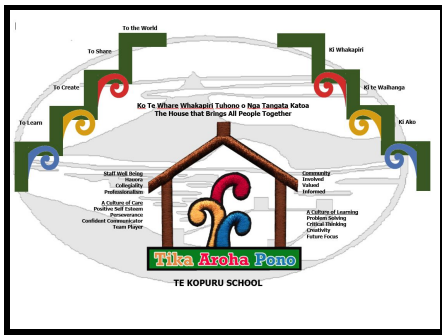 To the World
To Share
To Create
To Learn
Ki Whakapiri
Ki te Waihanga
Ki Ako
Ko Te Whare Whakapiri Tuhono o Nga Tangata Katoa
The House that Brings All People Together
Staff Well Being
Hauora
Collegiality
Professionalism
A Culture of Care
Positive Self Esteem
Perseverance
Confident Communicator
Team Player
Community
Involved
Valued
Informed
A Culture of Learning
Problem Solving
Critical Thinking
Creativity
Future Focus
Tika Aroha Pono
TE KOPURU SCHOOL